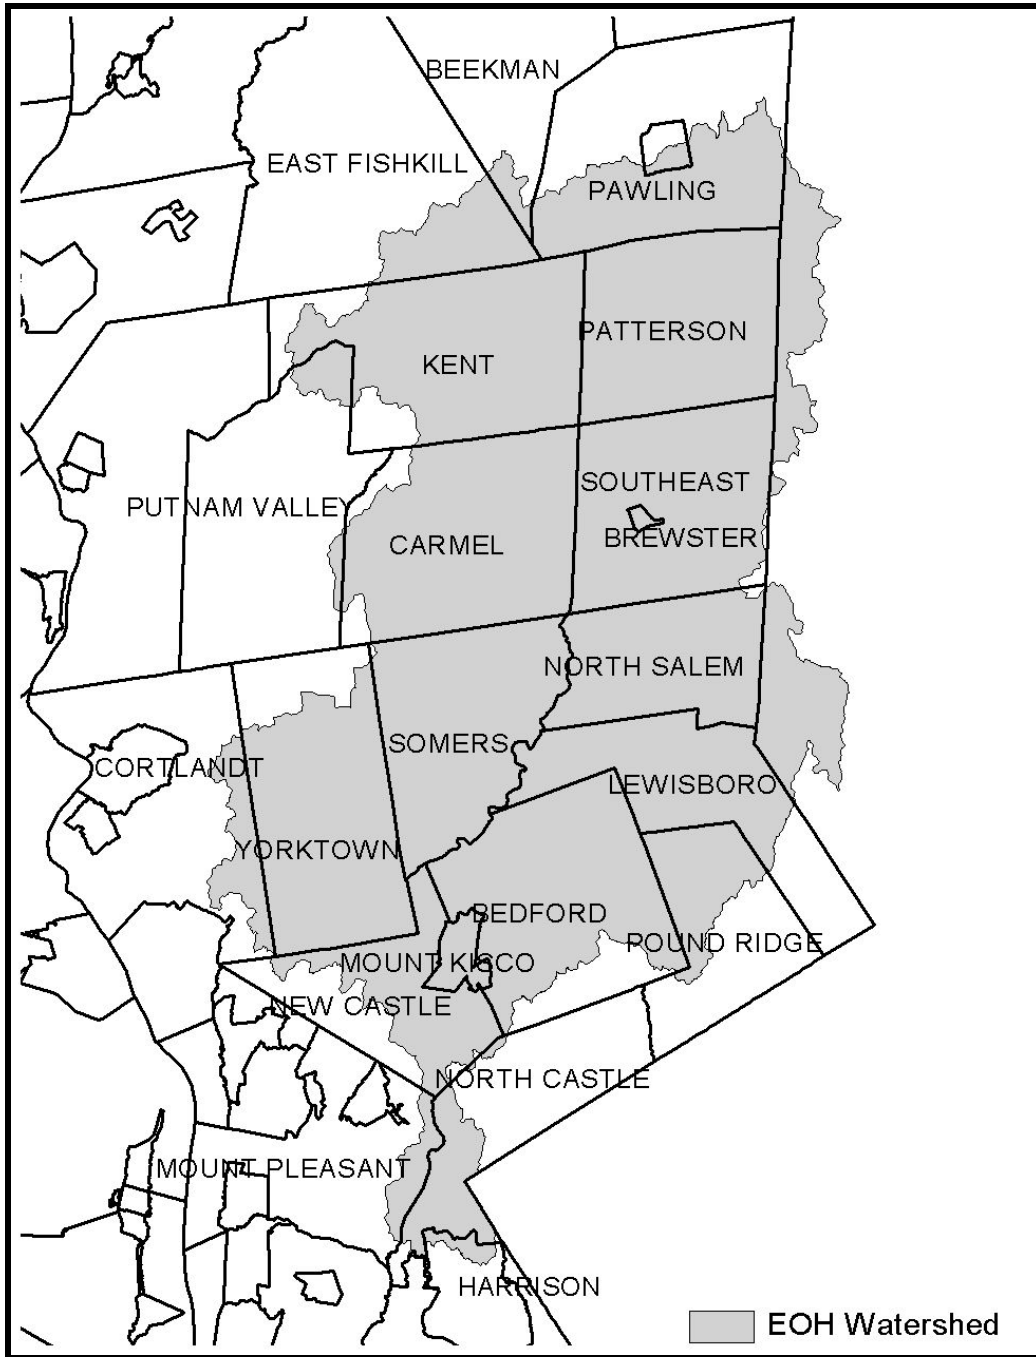 BEEKMAN
EAST FISHKILL
PAWLING
PATTERSON
KENT
SOUTHEAST
PUTNAM VALLEY
BREWSTER
CARMEL
NORTH SALEM
SOMERS
CORTLANDT
LEWISBORO
YORKTOWN
BEDFORD
POUND RIDGE
MOUNT KISCO
NEW CASTLE
NORTH CASTLE
MOUNT PLEASANT
HARRISON
EOH Watershed